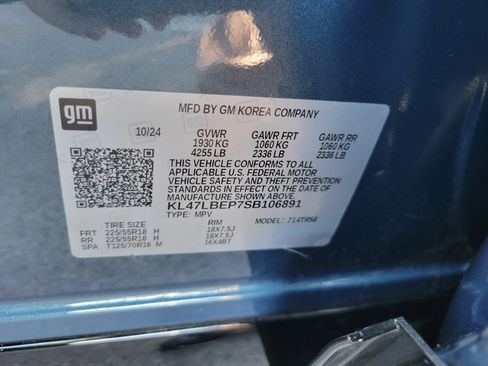 gm
MFD BY GM KOREA COMPANY
10/24 GVWR GAWR FRT GAWR RR
1930 KG 1060 KG 1060 KG
4255 LB 2336 LB 2336 LB
THIS VEHICLE CONFORMS TO ALL
APPLICABLE U.S. FEDERAL MOTOR
VEHICLE SAFETY AND THEFT PREVENTION
STANDARDS IN EFFECT ON THE DATE OF
MANUFACTURE SHOWN ABOVE.
KL47LBEP7SB106891
TYPE: MPV MODEL: 714TR58
TIRE SIZE RIM
FRT 225/55R18 H 18X7.5J
RR 225/55R18 H 18X7.5J
SPA T125/70R16 M 16X4BT